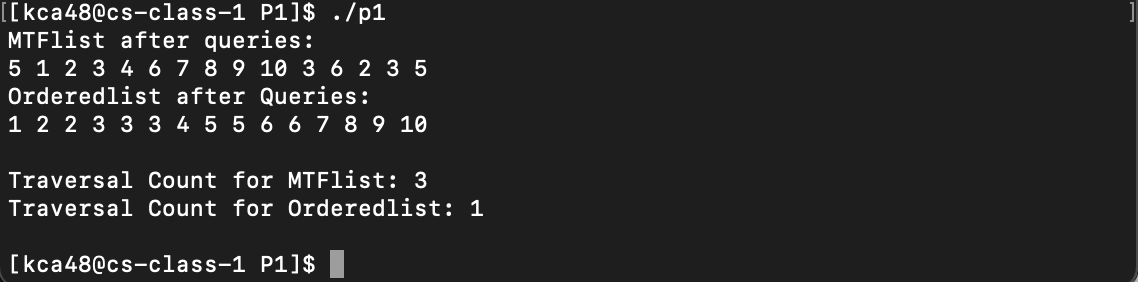 [[kca48@cs-class-1 P1]$ ./p1 ]
MTFlist after queries:
5 1 2 3 4 6 7 8 9 10 3 6 2 3 5
Orderedlist after Queries:
1 2 2 3 3 3 4 5 5 6 6 7 8 9 10
Traversal Count for MTFlist: 3
Traversal Count for Orderedlist: 1
[kca48@cs-class-1 P1]$